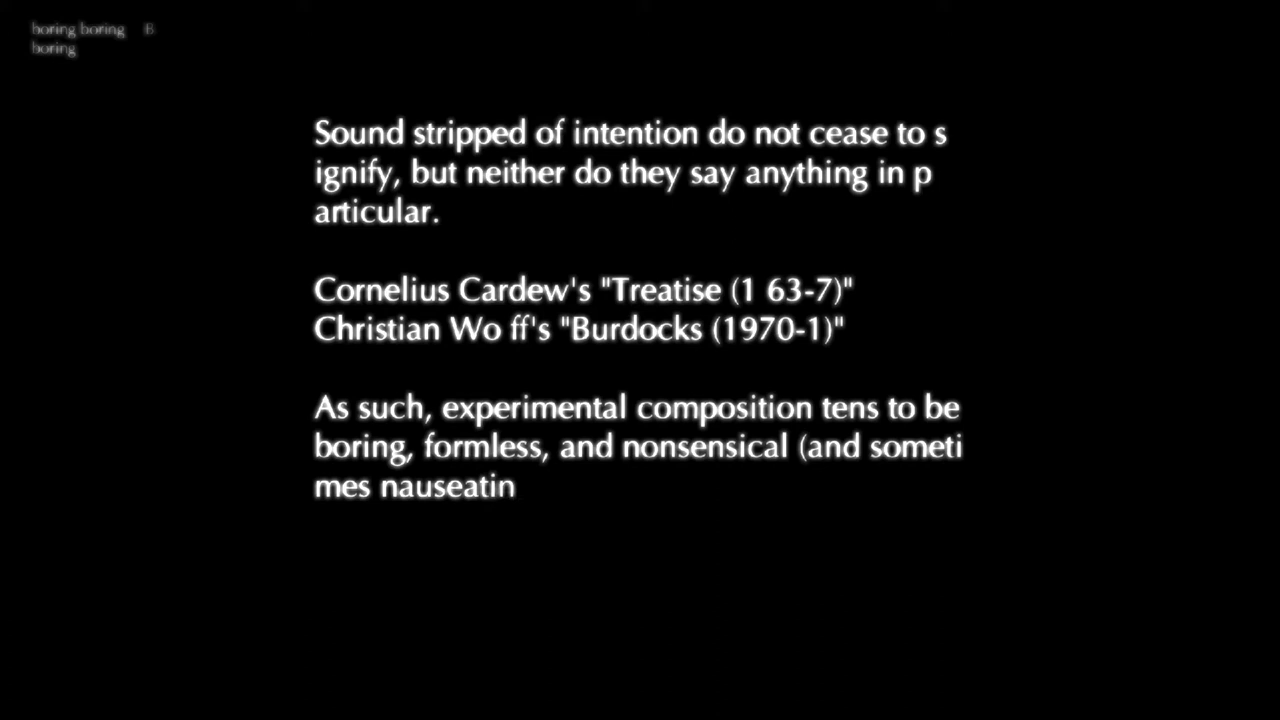 boring boring B
boring
Sound stripped of intention do not cease to s
ignify, but neither do they say anything in p
articular.
Cornelius Cardew's "Treatise (1 63-7)"
Christian Wo ff's "Burdocks (1970-1)"
As such, experimental composition tens to be
boring, formless, and nonsensical (and someti
mes nauseatin